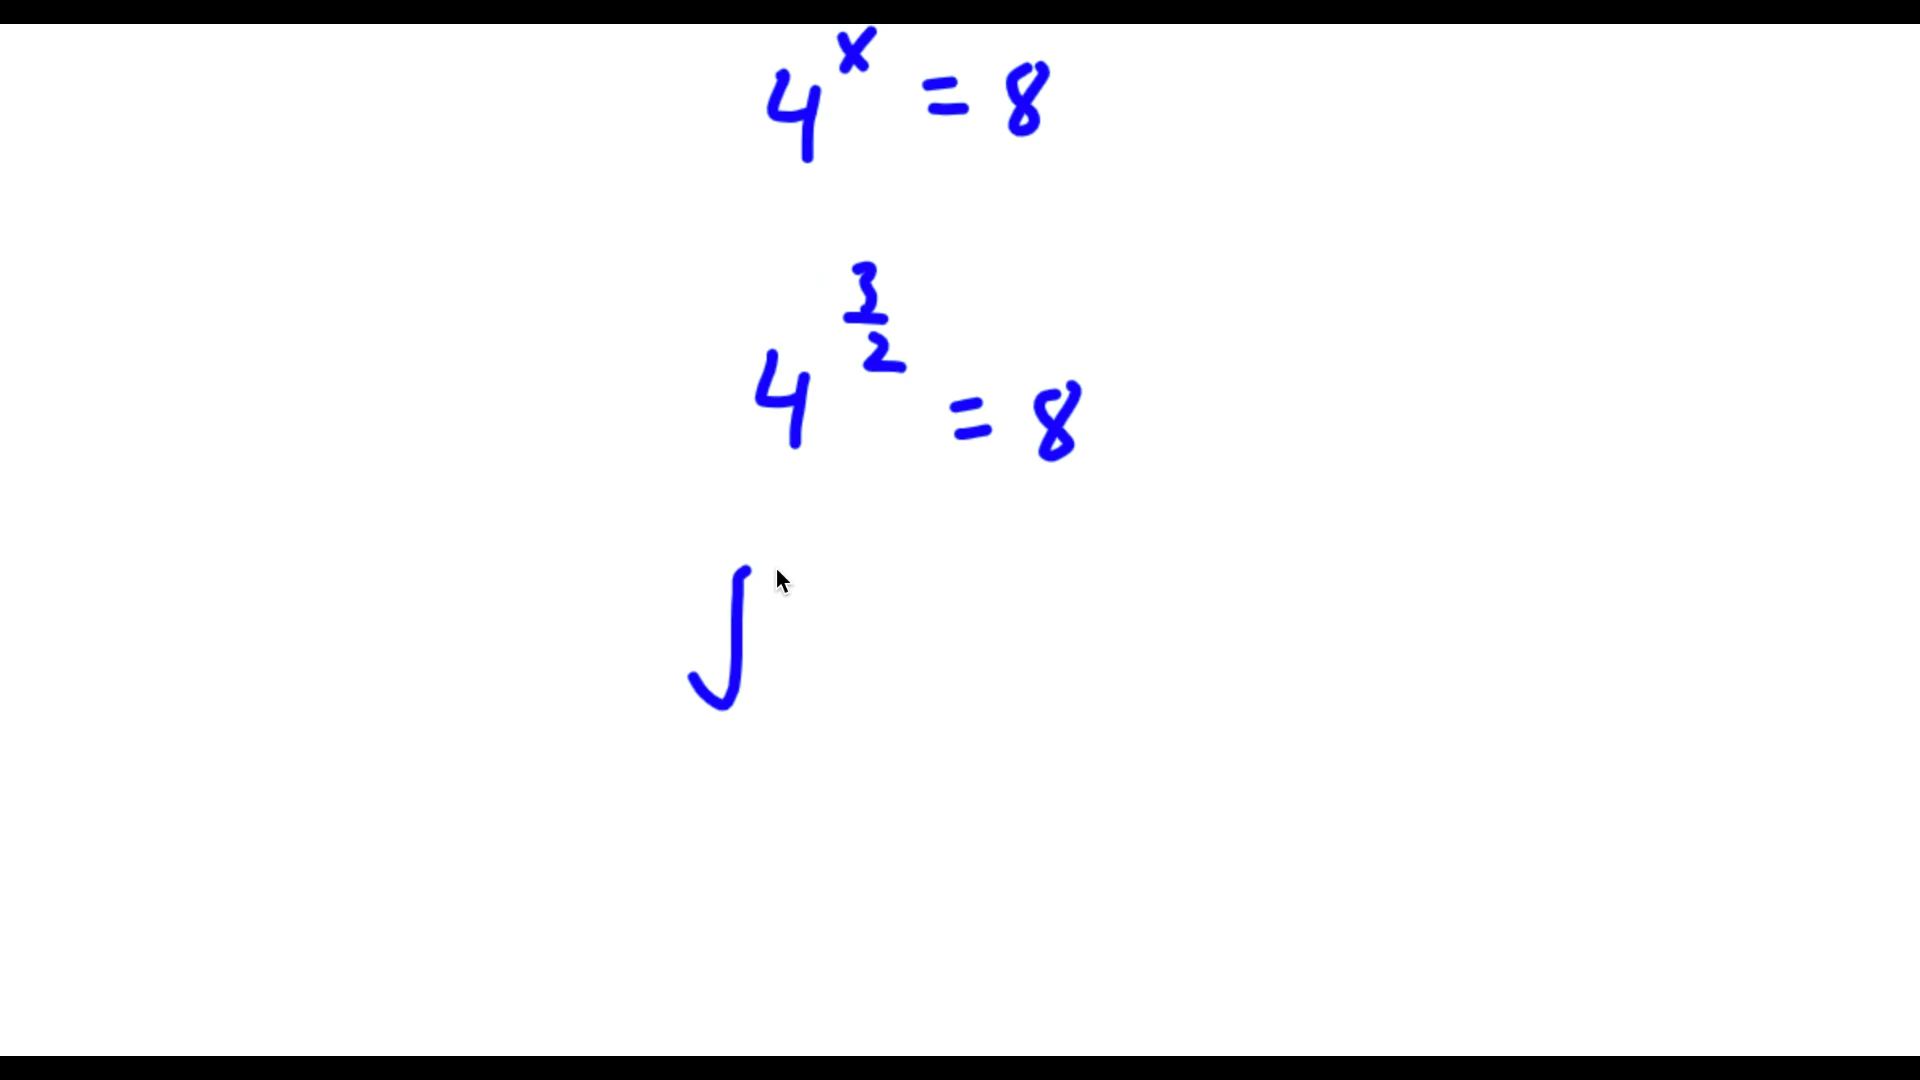 4^x = 8
4^(3/2) = 8